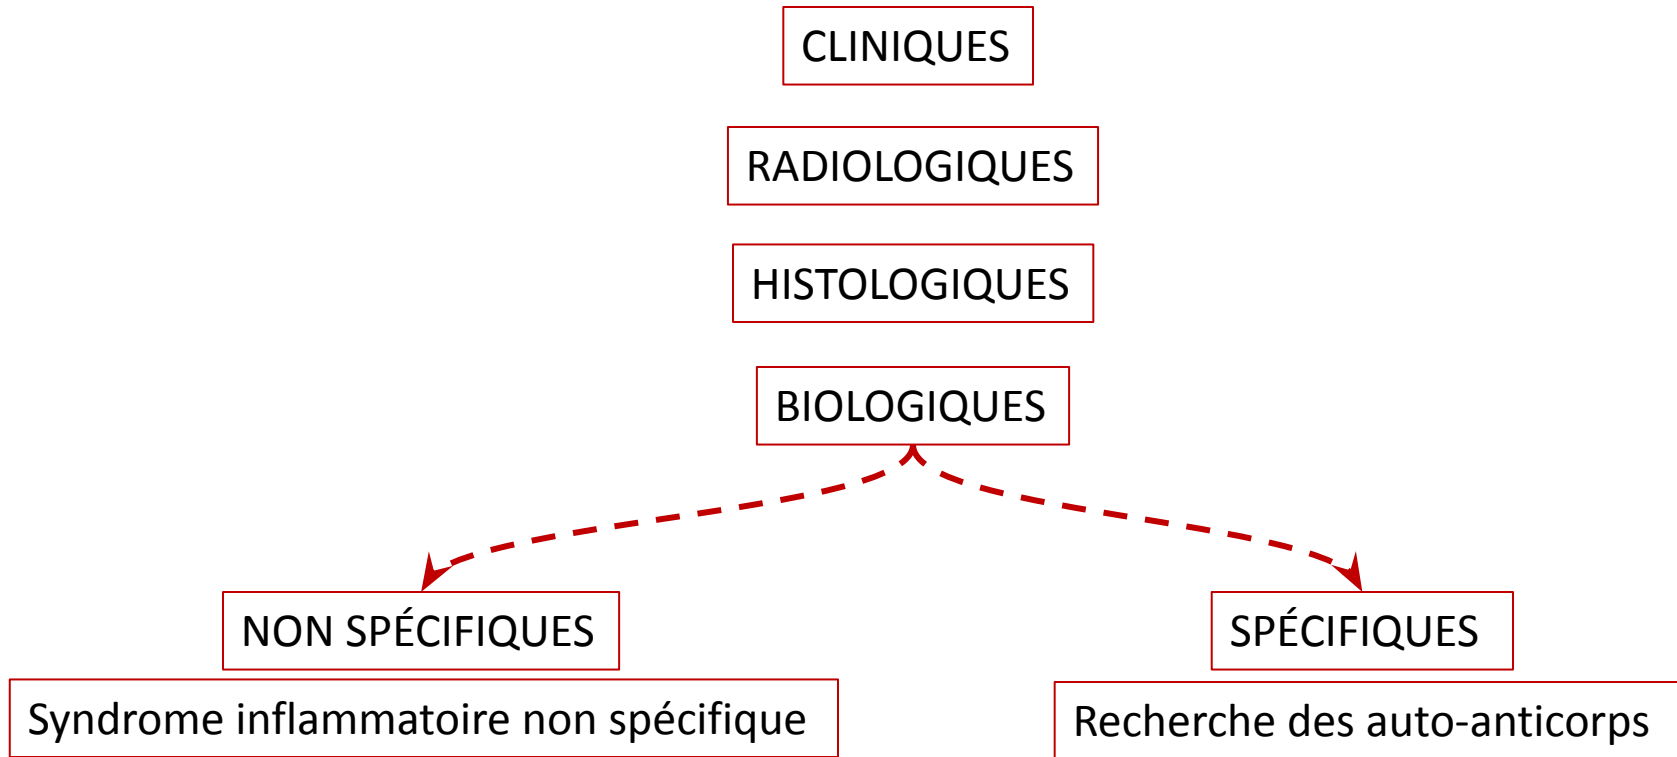 CLINIQUES
RADIOLOGIQUES
HISTOLOGIQUES
BIOLOGIQUES
NON SPÉCIFIQUES
SPÉCIFIQUES
Syndrome inflammatoire non spécifique
Recherche des auto-anticorps